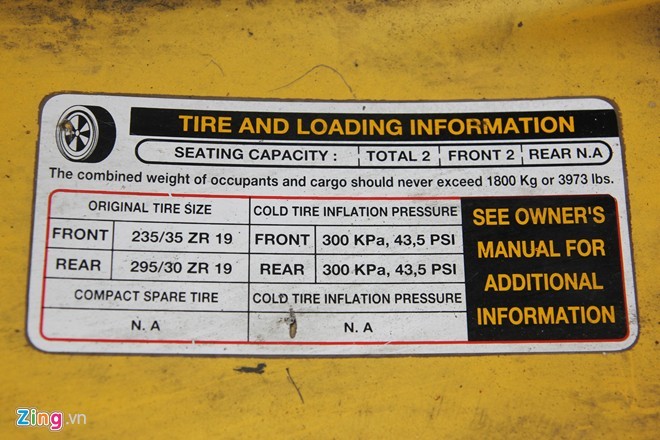 TIRE AND LOADING INFORMATION
SEATING CAPACITY : TOTAL 2 FRONT 2 REAR N.A
The combined weight of occupants and cargo should never exceed 1800 Kg or 3973 lbs.
ORIGINAL TIRE SIZE COLD TIRE INFLATION PRESSURE
FRONT 235/35 ZR 19 FRONT 300 KPa, 43,5 PSI
REAR 295/30 ZR 19 REAR 300 KPa, 43,5 PSI
COMPACT SPARE TIRE COLD TIRE INFLATION PRESSURE
N. A N. A
SEE OWNER'S
MANUAL FOR
ADDITIONAL
INFORMATION
Zing.vn